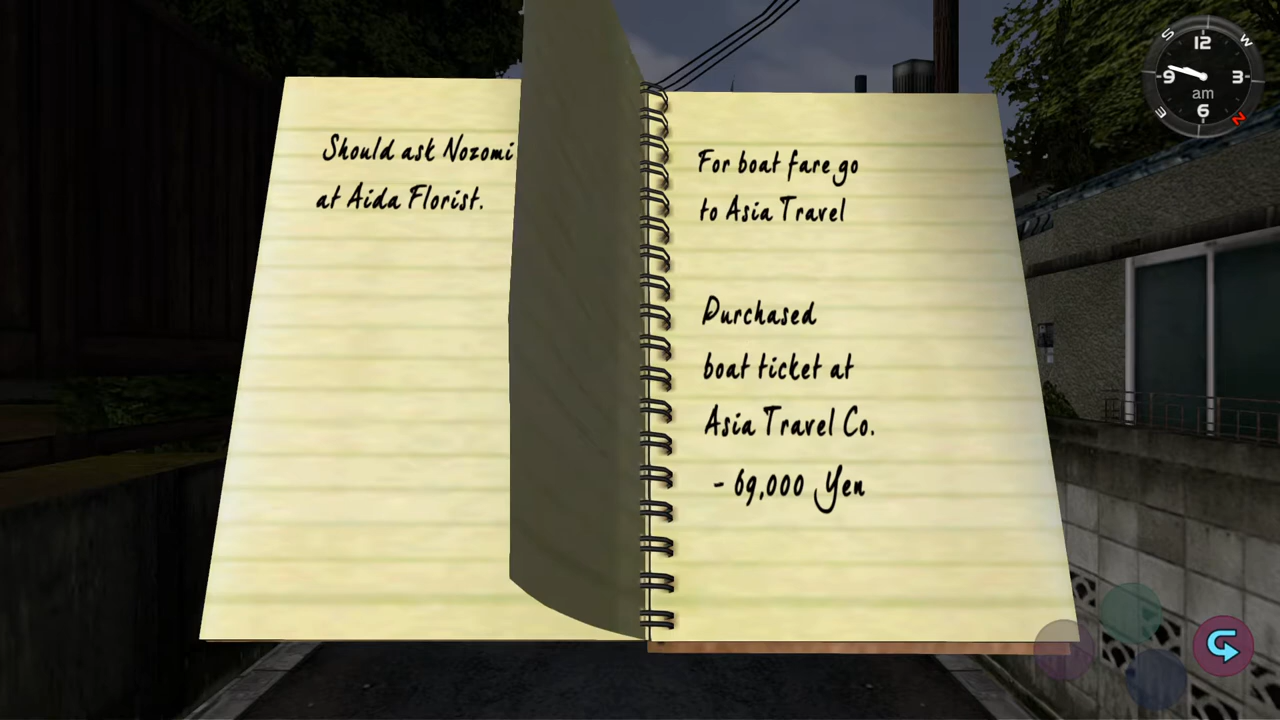 Should ask Nozomi
at Aida Florist.
For boat fare go
to Asia Travel
Purchased
boat ticket at
Asia Travel Co.
- 69,000 Yen
S
W
12
9
3
am
E
6
N